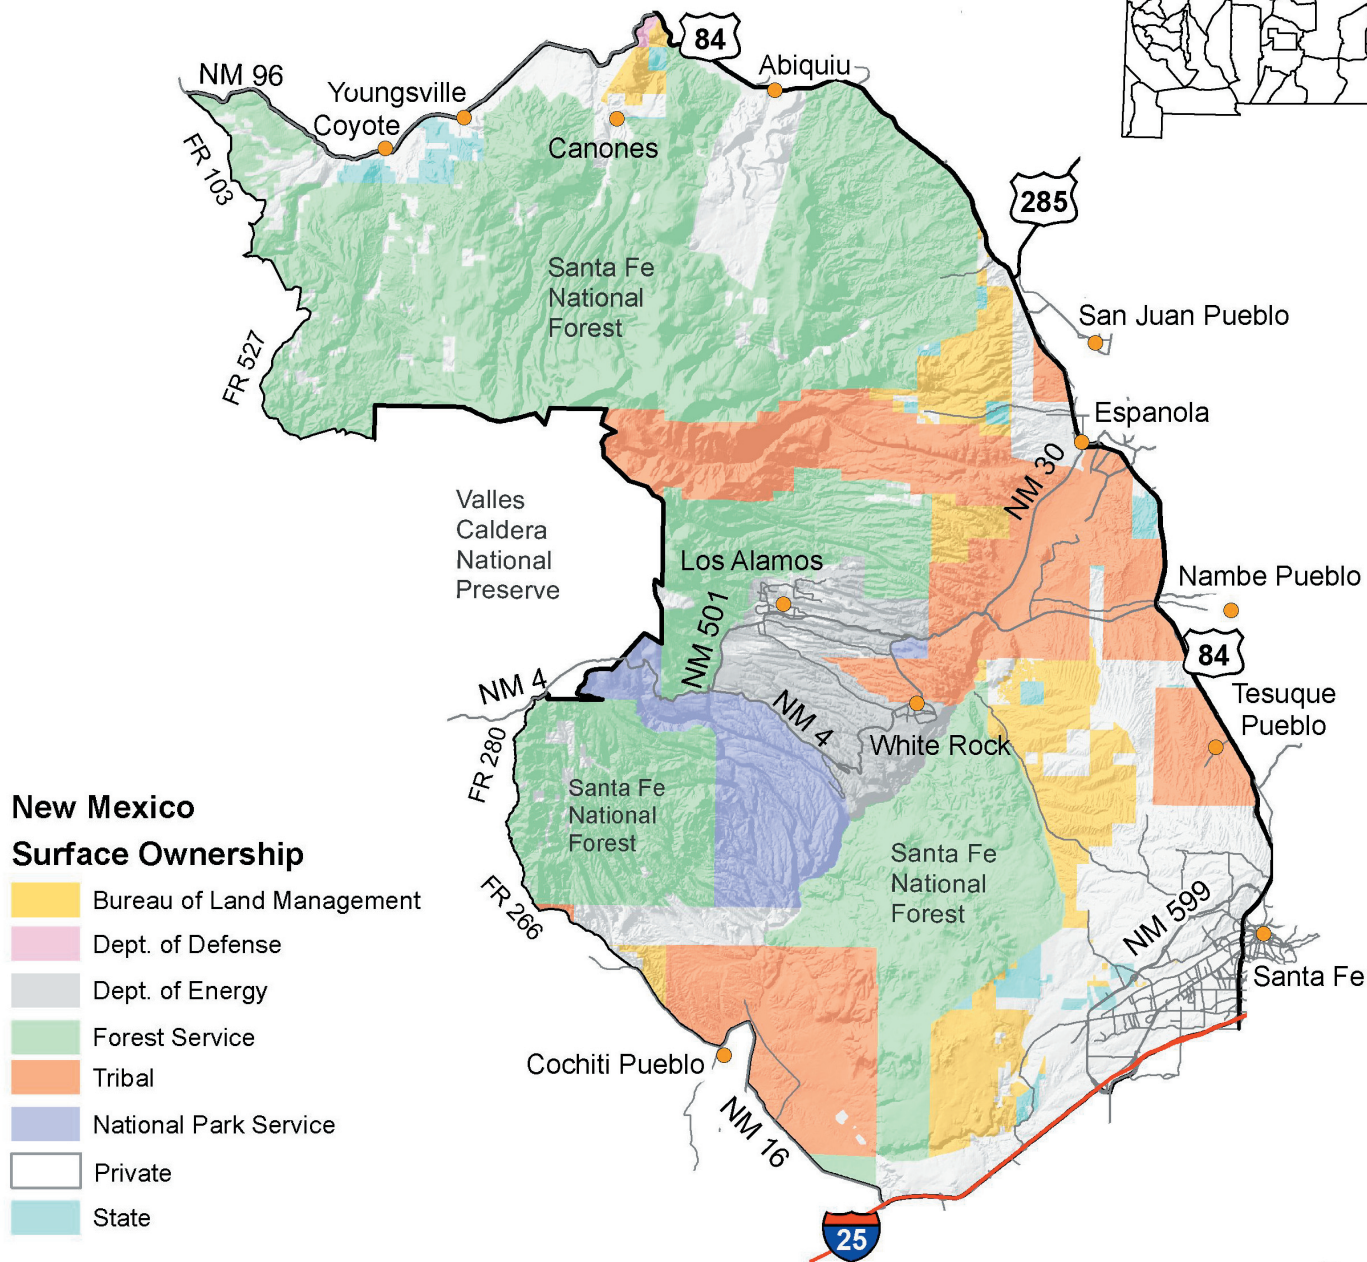 84
Abiquiu
NM 96
Youngsville
Coyote
Canones
FR 103
285
Santa Fe
National
Forest
San Juan Pueblo
FR 527
Espanola
NM 30
Valles
Caldera
National
Preserve
Los Alamos
Nambe Pueblo
NM 501
84
NM 4
Tesuque
Pueblo
NM 4
White Rock
FR 280
Santa Fe
National
Forest
Santa Fe
National
Forest
FR 266
NM 599
Santa Fe
Cochiti Pueblo
NM 16
25
New Mexico
Surface Ownership
Bureau of Land Management
Dept. of Defense
Dept. of Energy
Forest Service
Tribal
National Park Service
Private
State